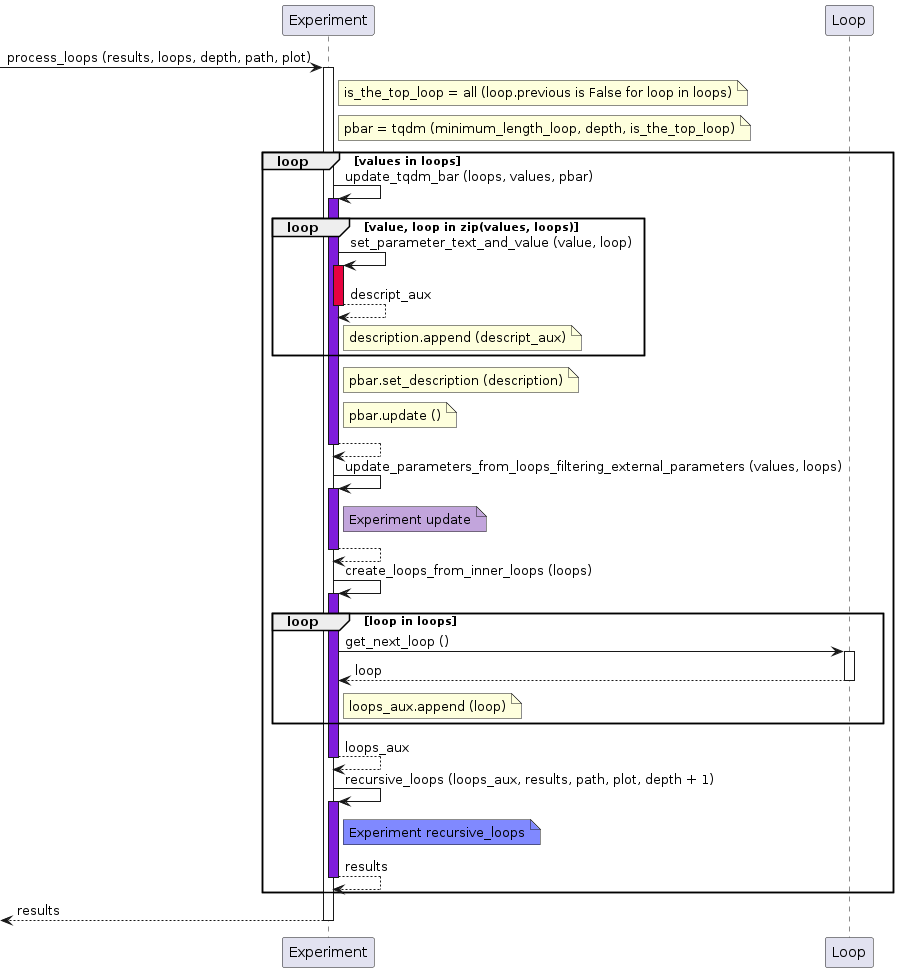 Experiment
Loop
process_loops (results, loops, depth, path, plot)
is_the_top_loop = all (loop.previous is False for loop in loops)
pbar = tqdm (minimum_length_loop, depth, is_the_top_loop)
loop [values in loops]
update_tqdm_bar (loops, values, pbar)
loop [value, loop in zip(values, loops)]
set_parameter_text_and_value (value, loop)
descript_aux
description.append (descript_aux)
pbar.set_description (description)
pbar.update ()
update_parameters_from_loops_filtering_external_parameters (values, loops)
Experiment update
create_loops_from_inner_loops (loops)
loop [loop in loops]
get_next_loop ()
loop
loops_aux.append (loop)
loops_aux
recursive_loops (loops_aux, results, path, plot, depth + 1)
Experiment recursive_loops
results
results
Experiment
Loop